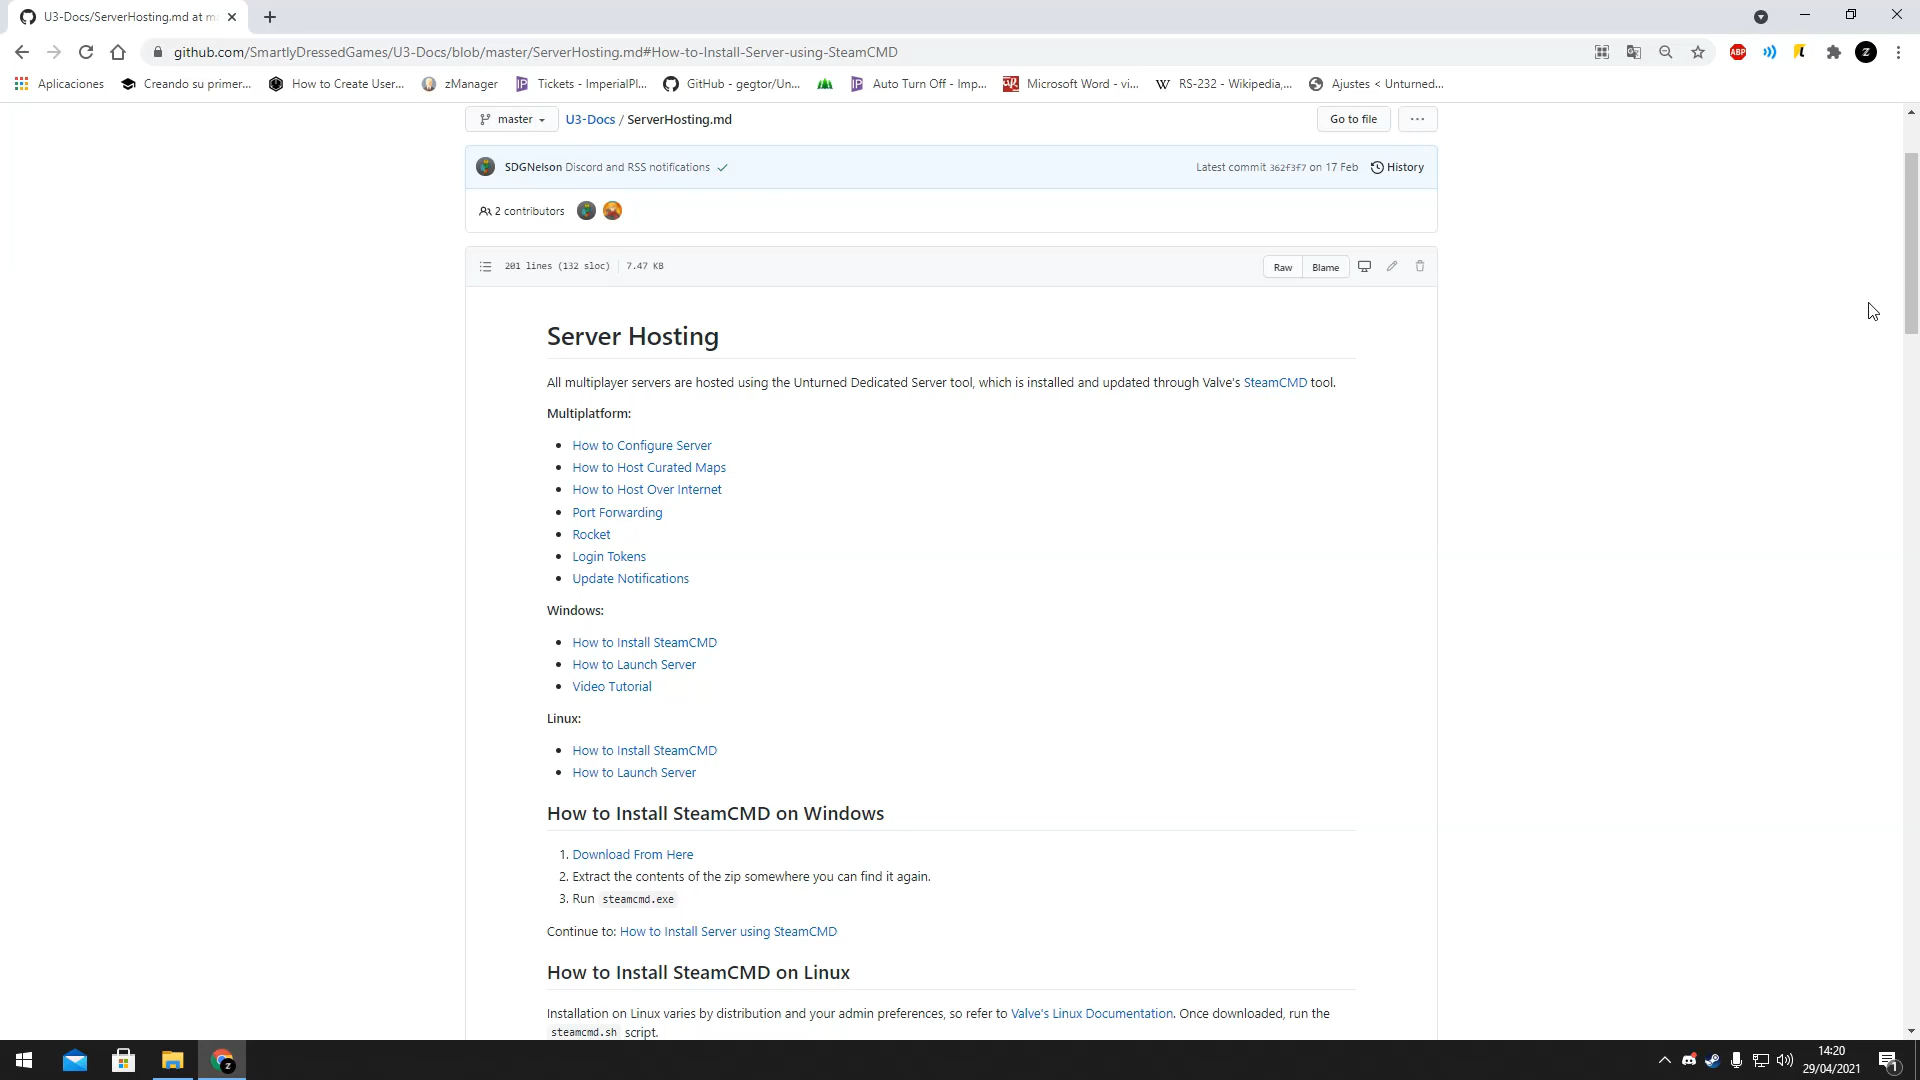 U3-Docs/ServerHosting.md at m
github.com/SmartlyDressedGames/U3-Docs/blob/master/ServerHosting.md#How-to-Install-Server-using-SteamCMD
ABP
z
Aplicaciones
Creando su primer...
How to Create User...
zManager
Tickets - ImperialPl...
GitHub - gegtor/Un...
Auto Turn Off - Imp...
Microsoft Word - vi...
RS-232 - Wikipedia,...
Ajustes < Unturned...
master
U3-Docs / ServerHosting.md
Go to file
SDGNelson Discord and RSS notifications
Latest commit 362f3f7 on 17 Feb
History
2 contributors
201 lines (132 sloc)
7.47 KB
Raw
Blame
Server Hosting
All multiplayer servers are hosted using the Unturned Dedicated Server tool, which is installed and updated through Valve's SteamCMD tool.
Multiplatform:
How to Configure Server
How to Host Curated Maps
How to Host Over Internet
Port Forwarding
Rocket
Login Tokens
Update Notifications
Windows:
How to Install SteamCMD
How to Launch Server
Video Tutorial
Linux:
How to Install SteamCMD
How to Launch Server
How to Install SteamCMD on Windows
1. Download From Here
2. Extract the contents of the zip somewhere you can find it again.
3. Run steamcmd.exe
Continue to: How to Install Server using SteamCMD
How to Install SteamCMD on Linux
Installation on Linux varies by distribution and your admin preferences, so refer to Valve's Linux Documentation. Once downloaded, run the
steamcmd.sh script.
14:20
29/04/2021
1